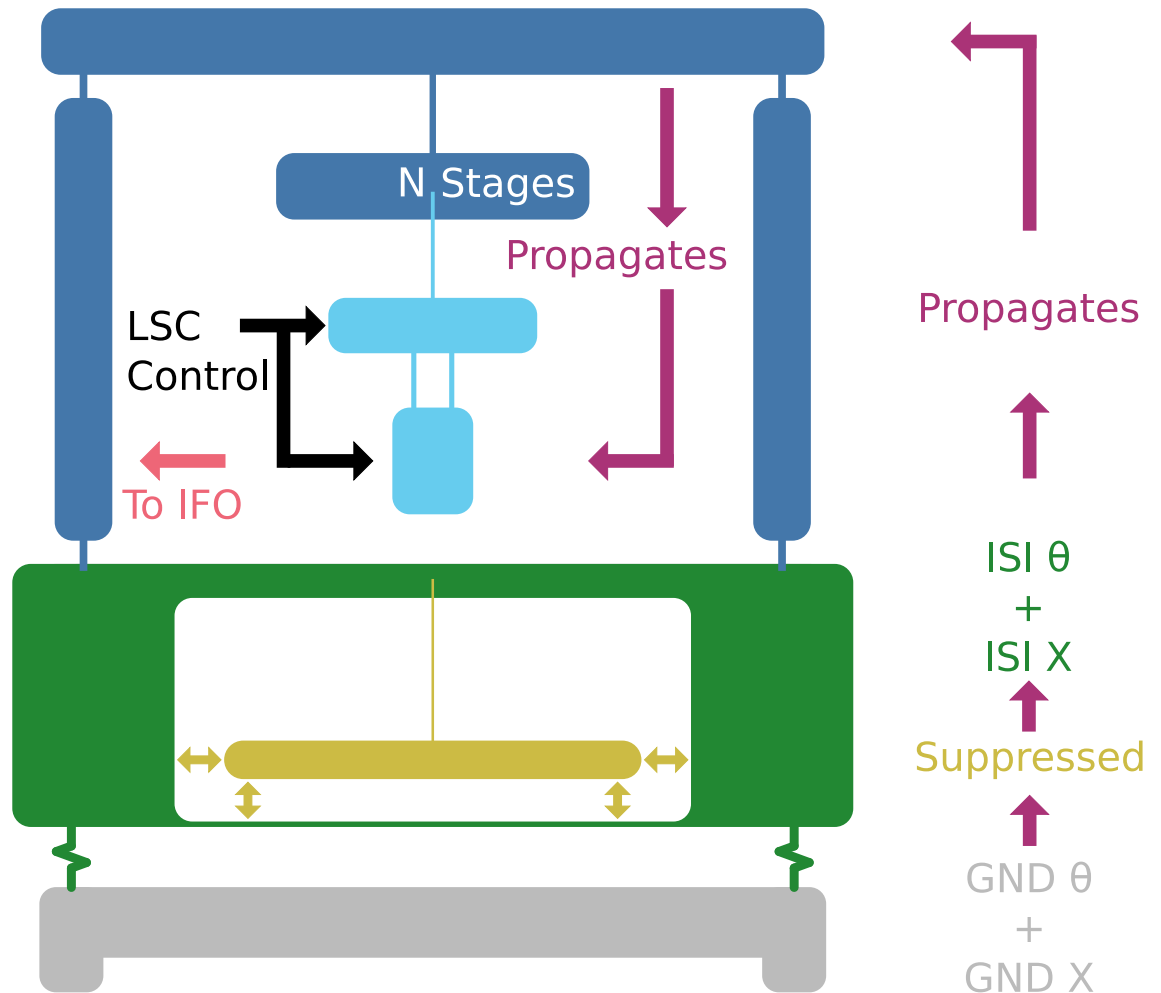 N Stages
Propagates
LSC
Control
To IFO
Propagates
ISI θ
+
ISI X
Suppressed
GND θ
+
GND X